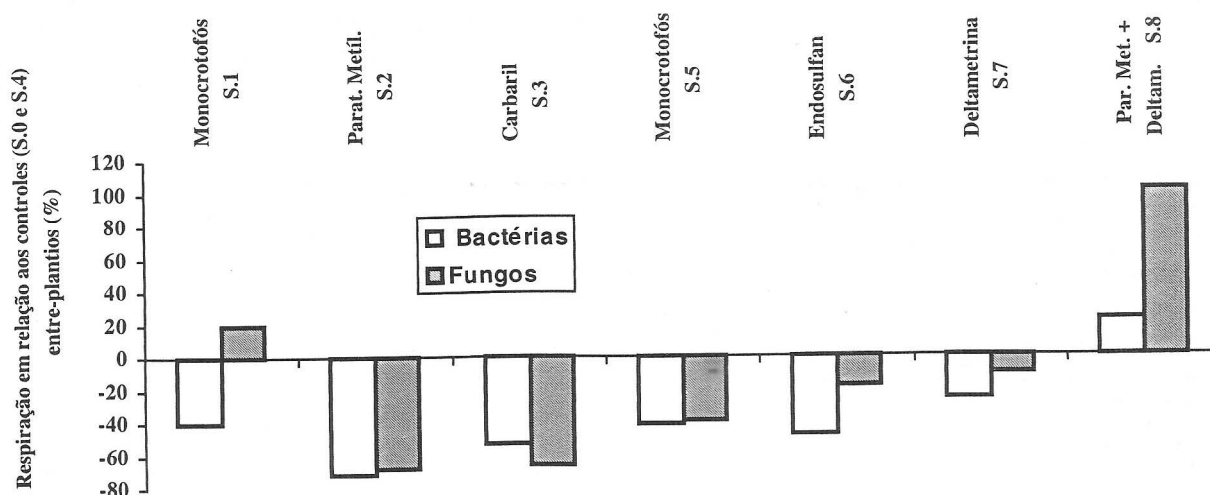 Monocrotofós
S.1
Parat. Metíl.
S.2
Carbaril
S.3
Monocrotofós
S.5
Endosulfan
S.6
Deltametrina
S.7
Par. Met. +
Deltam. S.8
Respiração em relação aos controles (S.0 e S.4)
entre-plantios (%)
120
100
80
60
40
20
0
-20
-40
-60
-80
Bactérias
Fungos